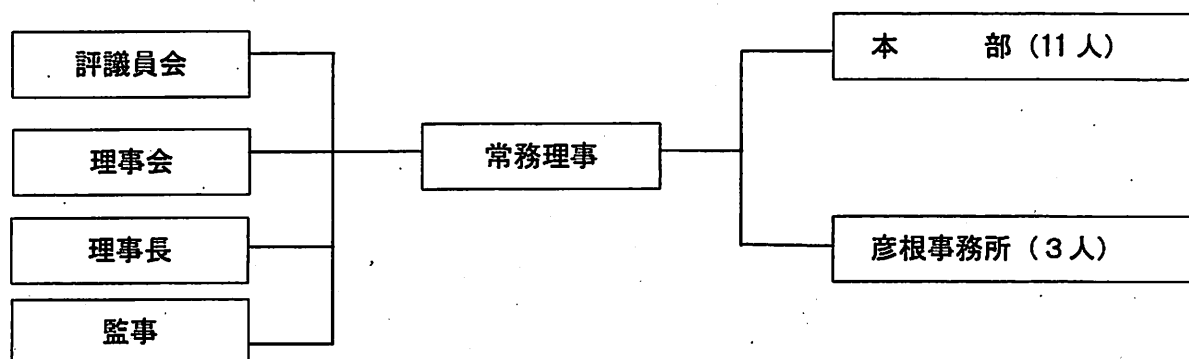 評議員会
理事会
理事長
監事
常務理事
本　　部（11人）
彦根事務所（3人）